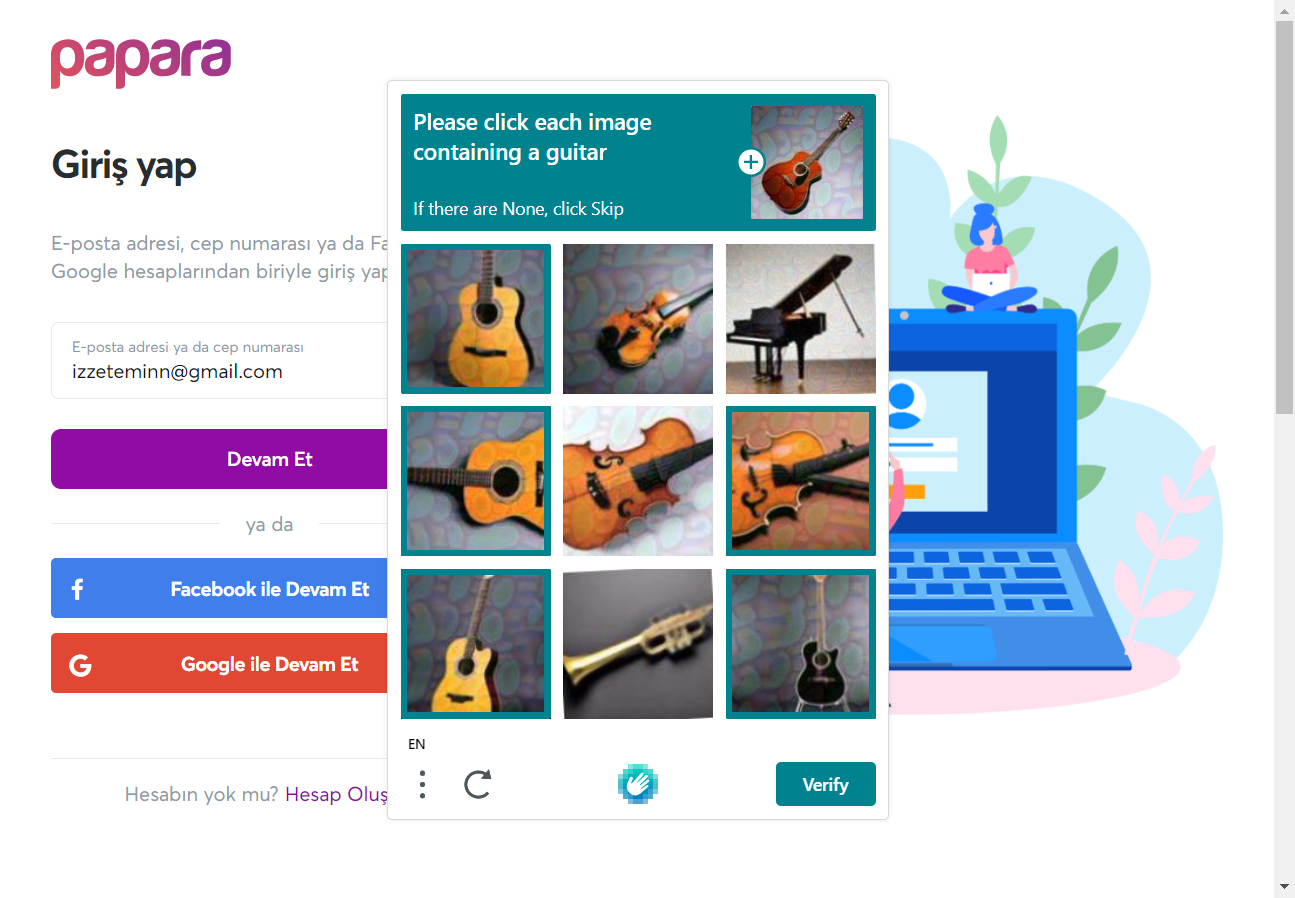 papara
Giriş yap
E-posta adresi, cep numarası ya da Fa
Google hesaplarından biriyle giriş yap
E-posta adresi ya da cep numarası
izzeteminn@gmail.com
Devam Et
ya da
Facebook ile Devam Et
Google ile Devam Et
Hesabın yok mu? Hesap Oluş
Please click each image
containing a guitar
If there are None, click Skip
EN
Verify